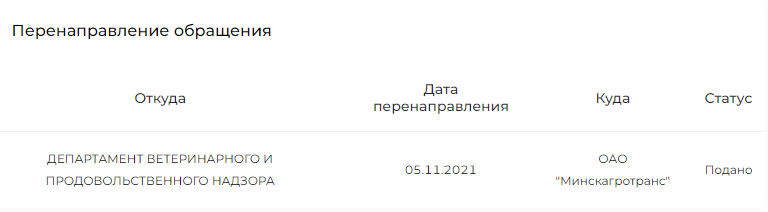 Перенаправление обращения
Откуда
Дата
перенаправления
Куда
Статус
ДЕПАРТАМЕНТ ВЕТЕРИНАРНОГО И
ПРОДОВОЛЬСТВЕННОГО НАДЗОРА
05.11.2021
ОАО
"Минскагротранс"
Подано